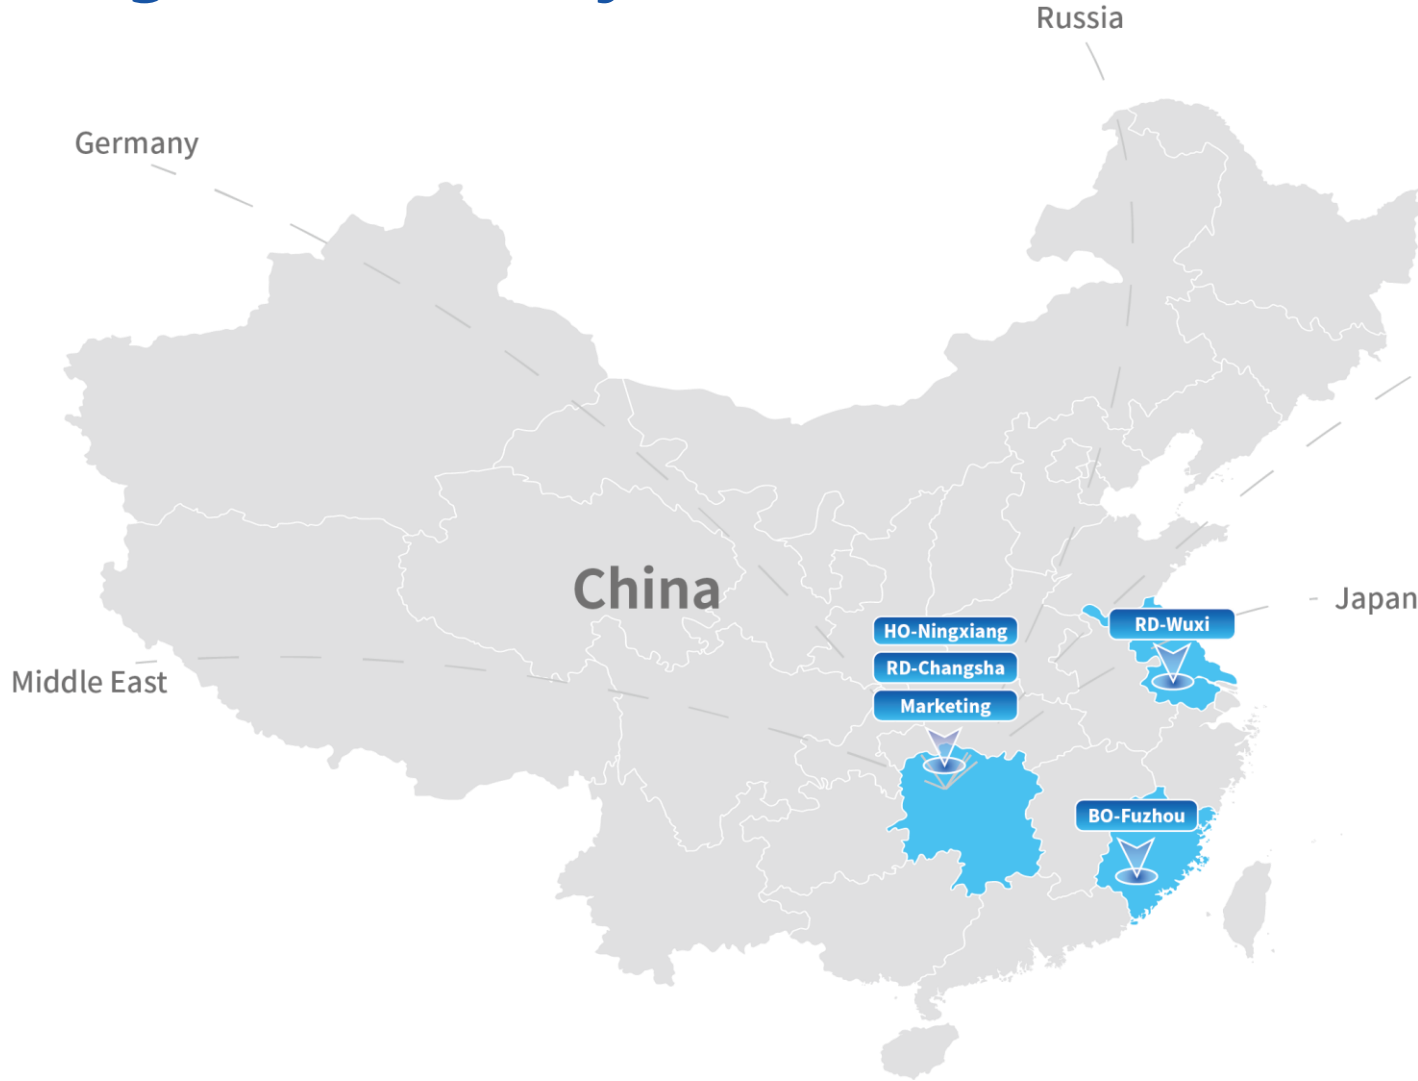 Russia
Germany
China
Japan
HO-Ningxiang
RD-Wuxi
RD-Changsha
Middle East
Marketing
BO-Fuzhou